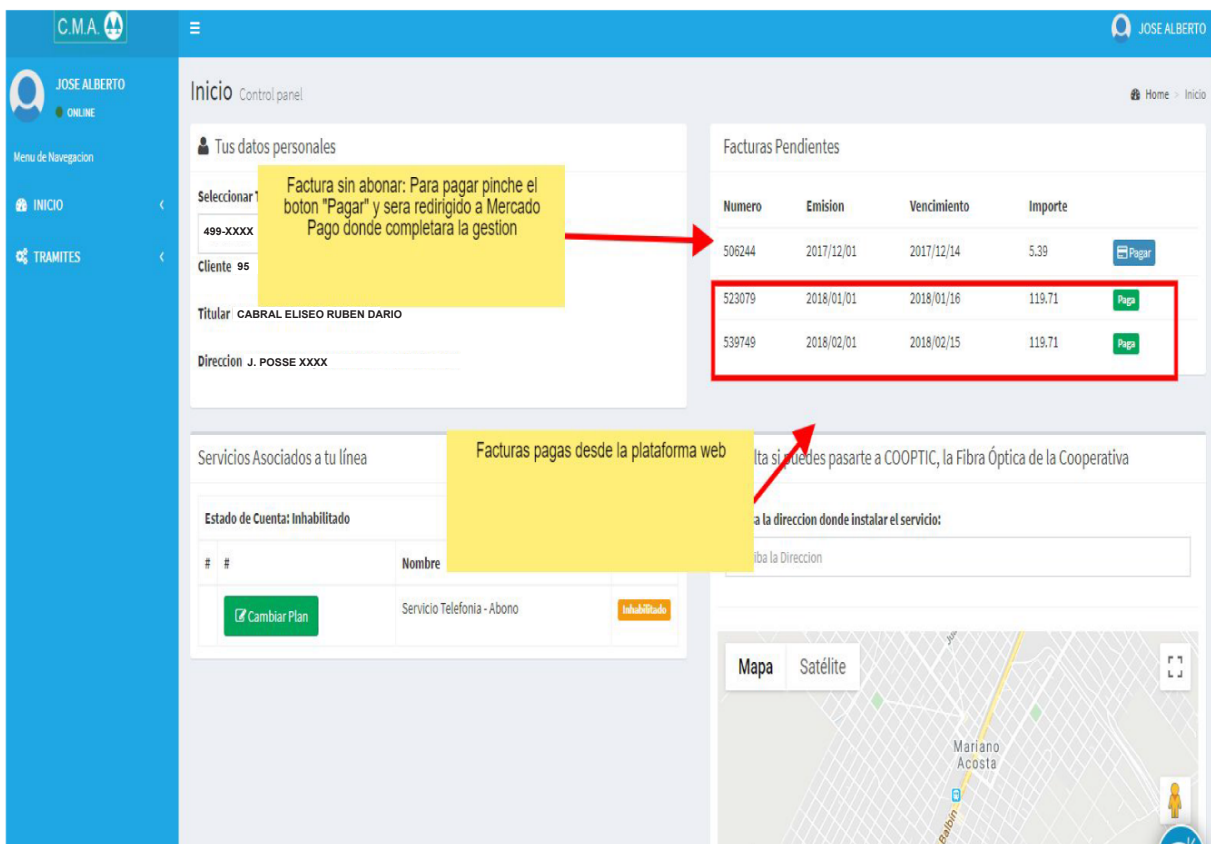 C.M.A.
JOSE ALBERTO
JOSE ALBERTO
ONLINE
Menu de Navegacion
INICIO
TRAMITES
Inicio Control panel
Home > Inicio
Tus datos personales
Seleccionar
499-XXXX
Cliente 95
Titular CABRAL ELISEO RUBEN DARIO
Direccion J. POSSE XXXX
Factura sin abonar: Para pagar pinche el
boton "Pagar" y sera redirigido a Mercado
Pago donde completara la gestion
Facturas Pendientes
Numero Emision Vencimiento Importe
506244 2017/12/01 2017/12/14 5.39 Pagar
523079 2018/01/01 2018/01/16 119.71 Paga
539749 2018/02/01 2018/02/15 119.71 Paga
Servicios Asociados a tu línea
Estado de Cuenta: Inhabilitado
# # Nombre
Cambiar Plan Servicio Telefonia - Abono Inhabilitado
Facturas pagas desde la plataforma web
si puedes pasarte a COOPTIC, la Fibra Óptica de la Cooperativa
la direccion donde instalar el servicio:
la Direccion
Mapa Satélite
Mariano
Acosta
Balbín